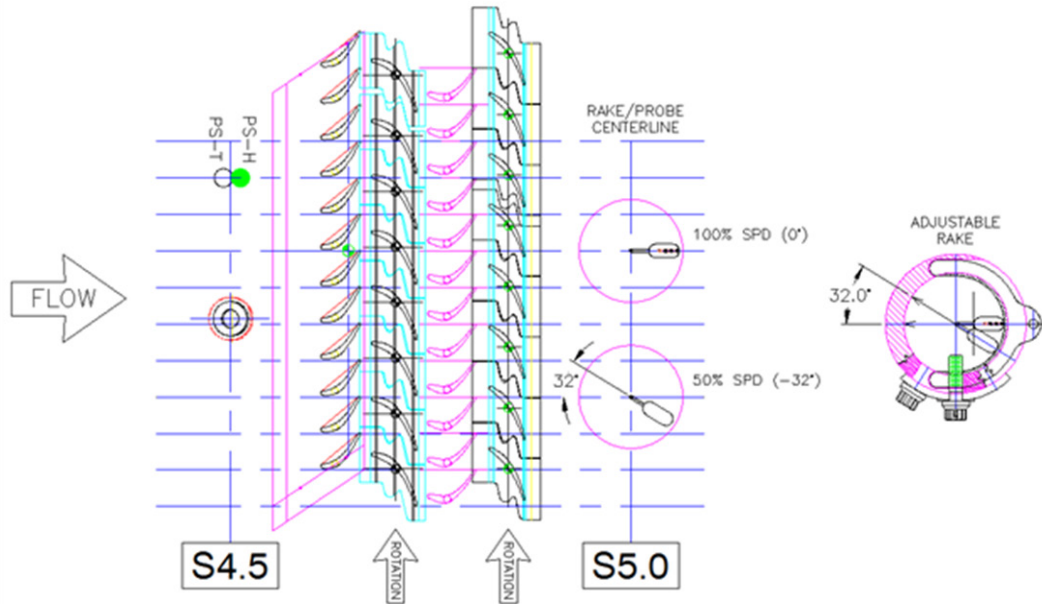 PS-T
PS-H
RAKE/PROBE
CENTERLINE
FLOW
100% SPD (0°)
ADJUSTABLE
RAKE
32.0°
32°
50% SPD (-32°)
S4.5
ROTATION
ROTATION
S5.0